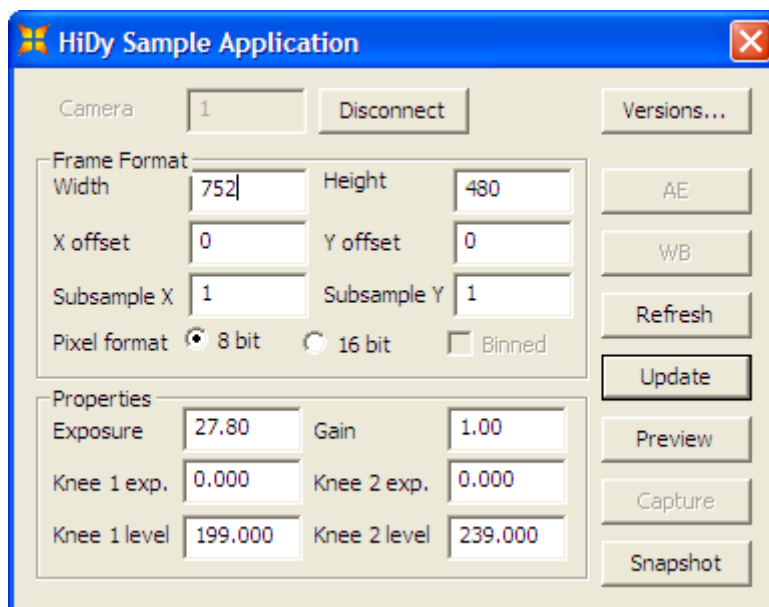 HiDy Sample Application
Camera 1 Disconnect Versions...
Frame Format
Width 752 Height 480 AE
X offset 0 Y offset 0 WB
Subsample X 1 Subsample Y 1 Refresh
Pixel format 8 bit 16 bit Binned
Update
Properties
Exposure 27.80 Gain 1.00 Preview
Knee 1 exp. 0.000 Knee 2 exp. 0.000 Capture
Knee 1 level 199.000 Knee 2 level 239.000 Snapshot